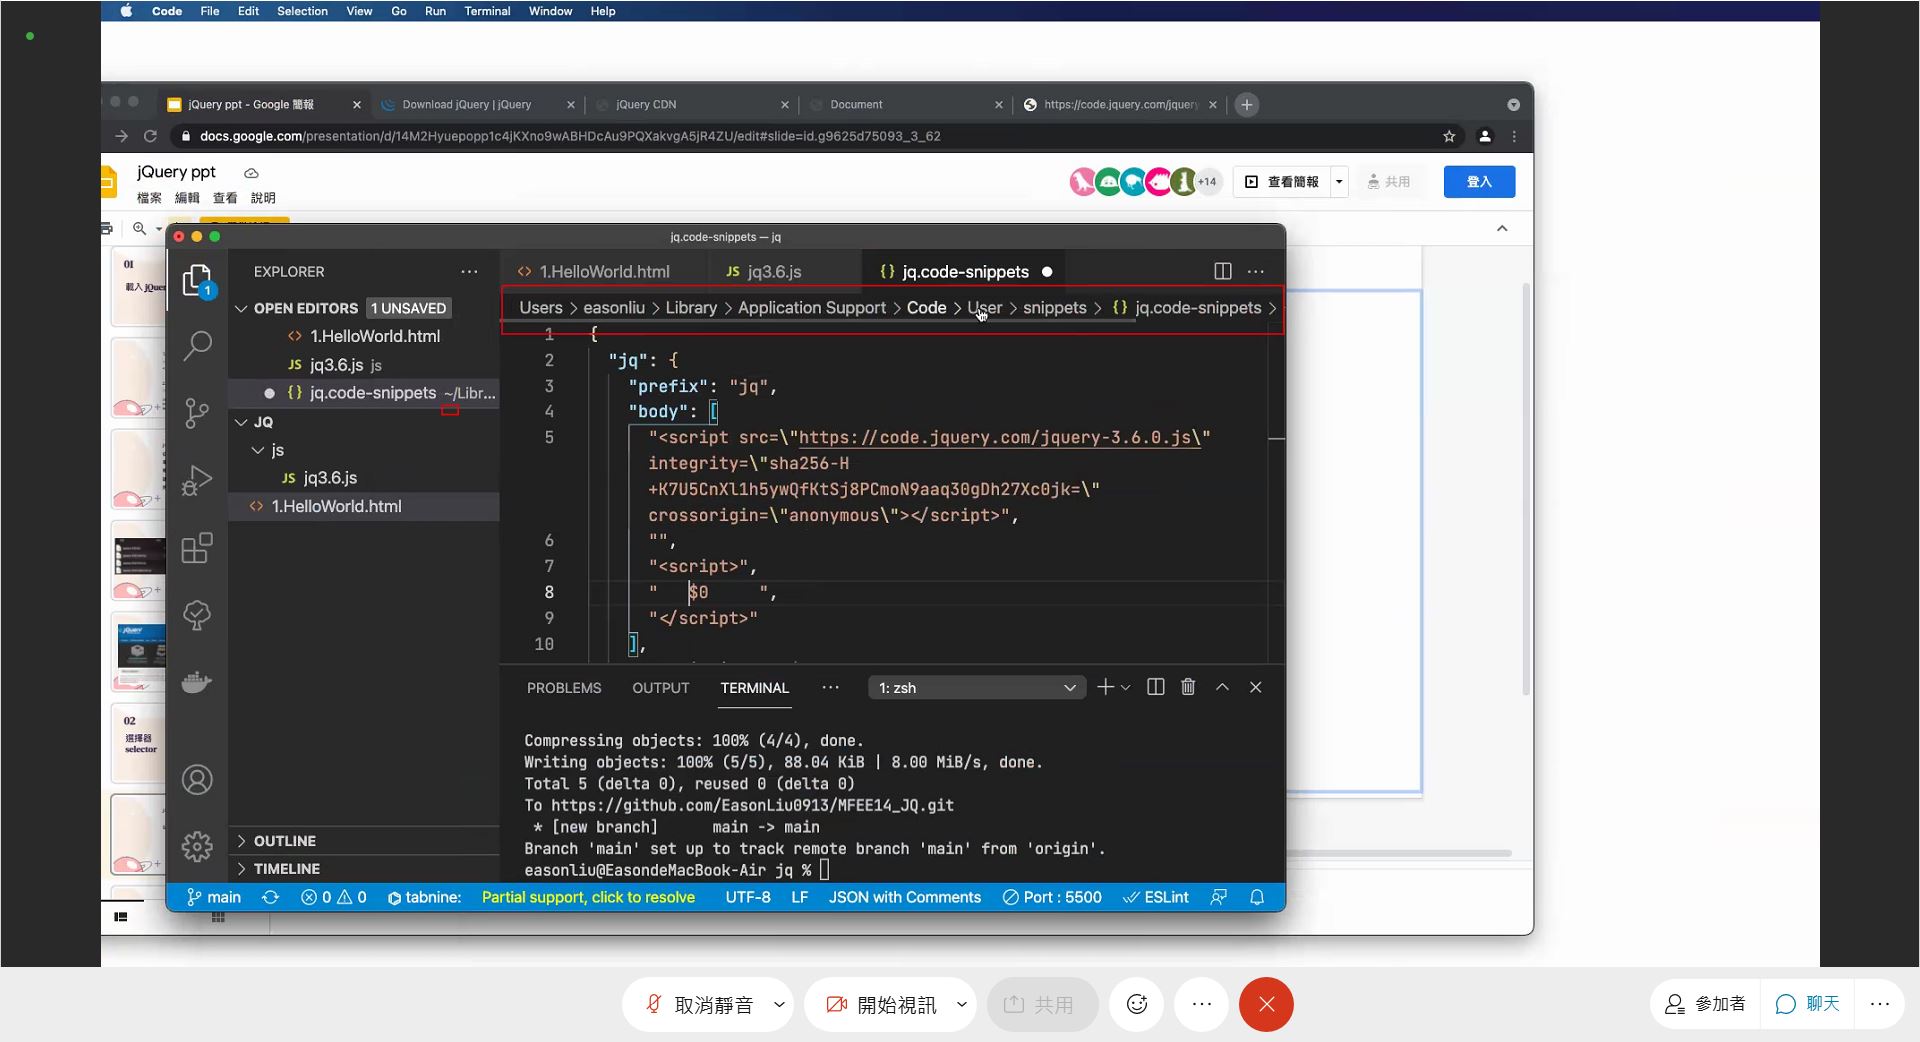 Code File Edit Selection View Go Run Terminal Window Help
jQuery ppt - Google 簡報 Download jQuery | jQuery jQuery CDN Document https://code.jquery.com/jquery
docs.google.com/presentation/d/14M2Hyuepopp1c4jKXno9wABHDcAu9PQXakvgA5jR4ZU/edit#slide=id.g9625d75093_3_62
jQuery ppt
檔案 編輯 查看 說明
+14 查看簡報 共用 登入
01
載入 jQuer
02
選擇器
selector
jq.code-snippets — jq
EXPLORER
OPEN EDITORS 1 UNSAVED
1.HelloWorld.html
JS jq3.6.js js
{} jq.code-snippets ~/Libr...
JQ
js
JS jq3.6.js
1.HelloWorld.html
OUTLINE
TIMELINE
1
1.HelloWorld.html JS jq3.6.js {} jq.code-snippets
Users > easonliu > Library > Application Support > Code > User > snippets > {} jq.code-snippets >
1 {
2 "jq": {
3 "prefix": "jq",
4 "body": [
5 "<script src=\"https://code.jquery.com/jquery-3.6.0.js\"
integrity=\"sha256-H
+K7U5CnXl1h5ywQfKtSj8PCmoN9aaq30gDh27Xc0jk=\"
crossorigin=\"anonymous\"></script>",
6 "",
7 "<script>",
8 "   $0     ",
9 "</script>"
10 ],
PROBLEMS OUTPUT TERMINAL ... 1: zsh
Compressing objects: 100% (4/4), done.
Writing objects: 100% (5/5), 88.04 KiB | 8.00 MiB/s, done.
Total 5 (delta 0), reused 0 (delta 0)
To https://github.com/EasonLiu0913/MFEE14_JQ.git
 * [new branch]      main -> main
Branch 'main' set up to track remote branch 'main' from 'origin'.
easonliu@EasondeMacBook-Air jq %
main 0 0 tabnine: Partial support, click to resolve UTF-8 LF JSON with Comments Port : 5500 ESLint
取消靜音 開始視訊 共用 參加者 聊天